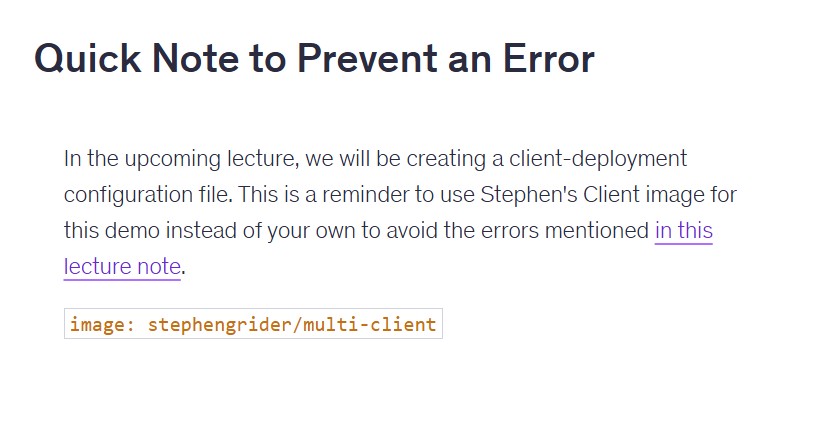 Quick Note to Prevent an Error
In the upcoming lecture, we will be creating a client-deployment
configuration file. This is a reminder to use Stephen's Client image for
this demo instead of your own to avoid the errors mentioned in this
lecture note.
image: stephengrider/multi-client